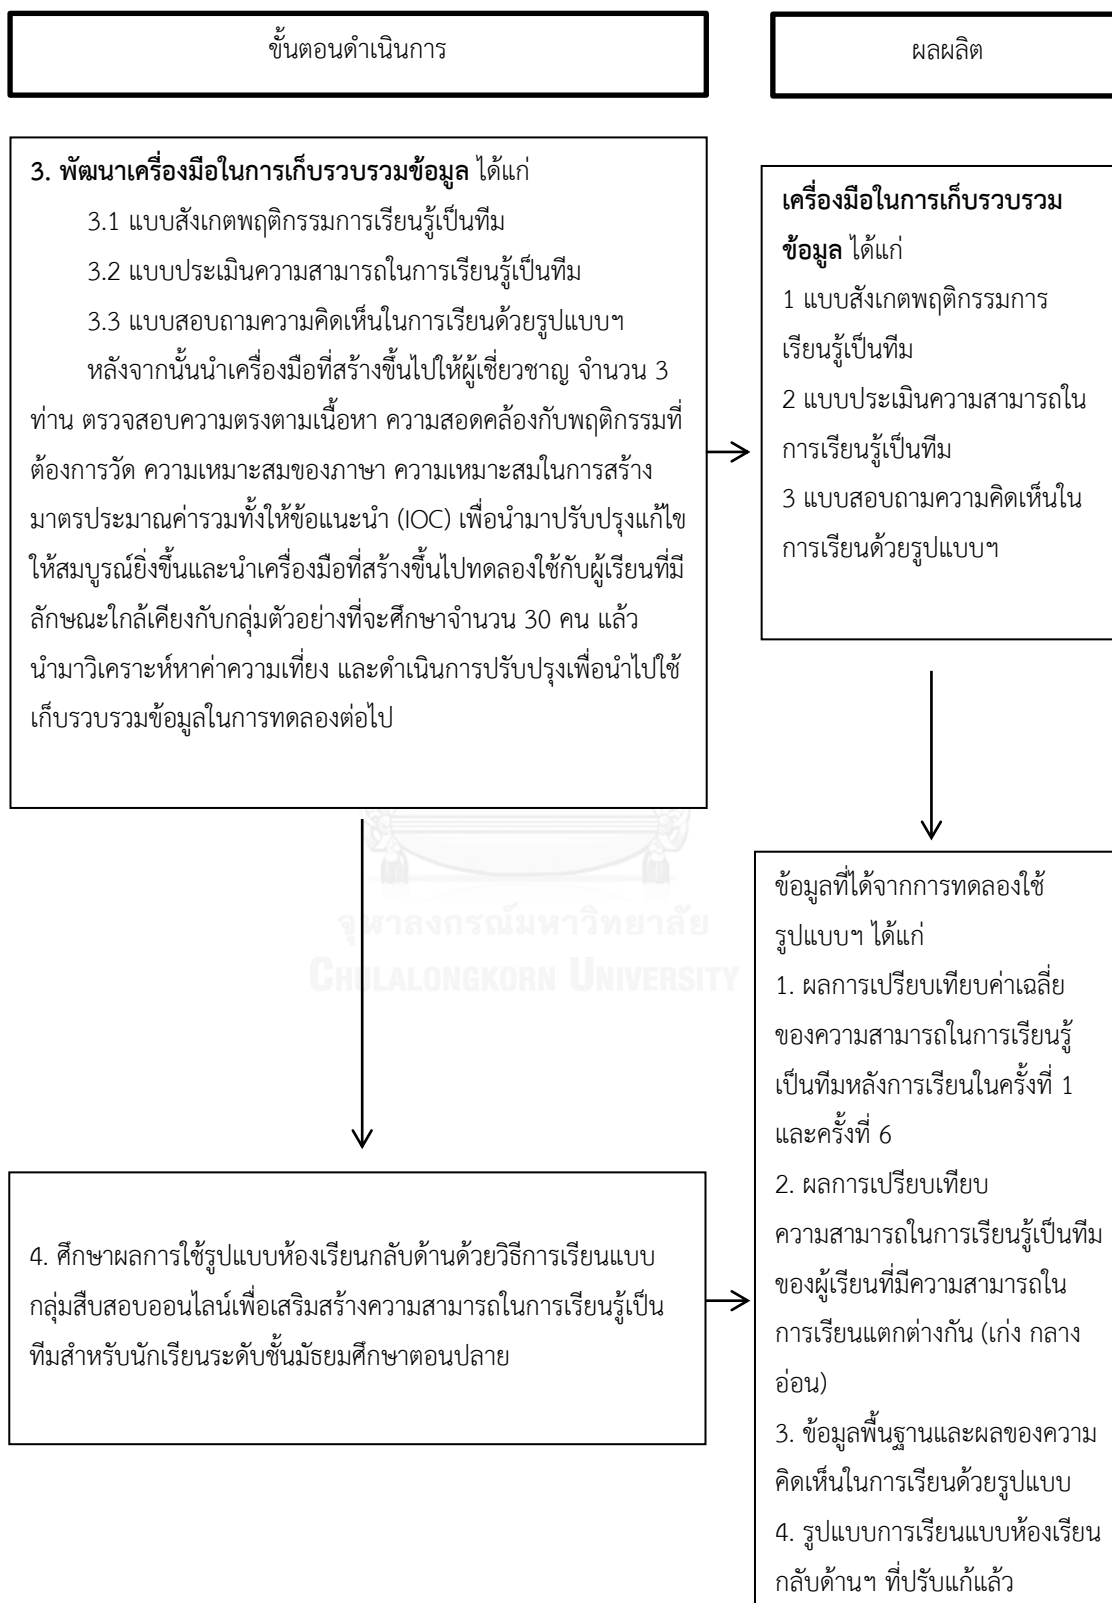 ขั้นตอนดำเนินการ
ผลผลิต
3. พัฒนาเครื่องมือในการเก็บรวบรวมข้อมูล ได้แก่
3.1 แบบสังเกตพฤติกรรมการเรียนรู้เป็นทีม
3.2 แบบประเมินความสามารถในการเรียนรู้เป็นทีม
3.3 แบบสอบถามความคิดเห็นในการเรียนด้วยรูปแบบฯ
หลังจากนั้นนำเครื่องมือที่สร้างขึ้นไปให้ผู้เชี่ยวชาญ จำนวน 3
ท่าน ตรวจสอบความตรงตามเนื้อหา ความสอดคล้องกับพฤติกรรมที่
ต้องการวัด ความเหมาะสมของภาษา ความเหมาะสมในการสร้าง
มาตรประมาณค่ารวมทั้งให้ข้อแนะนำ (IOC) เพื่อนำมาปรับปรุงแก้ไข
ให้สมบูรณ์ยิ่งขึ้นและนำเครื่องมือที่สร้างขึ้นไปทดลองใช้กับผู้เรียนที่มี
ลักษณะใกล้เคียงกับกลุ่มตัวอย่างที่จะศึกษาจำนวน 30 คน แล้ว
นำมาวิเคราะห์หาค่าความเที่ยง และดำเนินการปรับปรุงเพื่อนำไปใช้
เก็บรวบรวมข้อมูลในการทดลองต่อไป
เครื่องมือในการเก็บรวบรวม
ข้อมูล ได้แก่
1 แบบสังเกตพฤติกรรมการ
เรียนรู้เป็นทีม
2 แบบประเมินความสามารถใน
การเรียนรู้เป็นทีม
3 แบบสอบถามความคิดเห็นใน
การเรียนด้วยรูปแบบฯ
จุฬาลงกรณ์มหาวิทยาลัย
CHULALONGKORN UNIVERSITY
4. ศึกษาผลการใช้รูปแบบห้องเรียนกลับด้านด้วยวิธีการเรียนแบบ
กลุ่มสืบสอบออนไลน์เพื่อเสริมสร้างความสามารถในการเรียนรู้เป็น
ทีมสำหรับนักเรียนระดับชั้นมัธยมศึกษาตอนปลาย
ข้อมูลที่ได้จากการทดลองใช้
รูปแบบฯ ได้แก่
1. ผลการเปรียบเทียบค่าเฉลี่ย
ของความสามารถในการเรียนรู้
เป็นทีมหลังการเรียนในครั้งที่ 1
และครั้งที่ 6
2. ผลการเปรียบเทียบ
ความสามารถในการเรียนรู้เป็นทีม
ของผู้เรียนที่มีความสามารถใน
การเรียนแตกต่างกัน (เก่ง กลาง
อ่อน)
3. ข้อมูลพื้นฐานและผลของความ
คิดเห็นในการเรียนด้วยรูปแบบ
4. รูปแบบการเรียนแบบห้องเรียน
กลับด้านฯ ที่ปรับแก้แล้ว